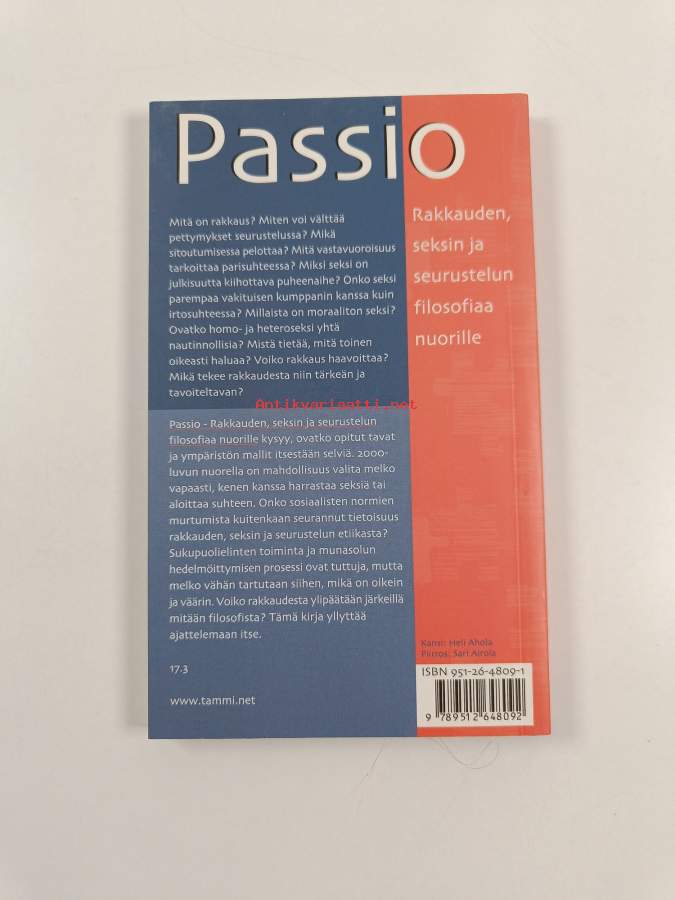 Passio
Mitä on rakkaus? Miten voi välttää
pettymykset seurustelussa? Mikä
sitoutumisessa pelottaa? Mitä vastavuoroisuus
tarkoittaa parisuhteessa? Miksi seksi on
julkisuutta kiihottava puheenaihe? Onko seksi
parempaa vakituisen kumppanin kanssa kuin
irtosuhteessa? Millaista on moraaliton seksi?
Ovatko homo- ja heteroseksi yhtä
nautinnollisia? Mistä tietää, mitä toinen
oikeasti haluaa? Voiko rakkaus haavoittaa?
Mikä tekee rakkaudesta niin tärkeän ja
tavoiteltavan?
Antikvariaatti.net
Passio - Rakkauden, seksin ja seurustelun
filosofiaa nuorille kysyy, ovatko opitut tavat
ja ympäristön mallit itsestään selviä. 2000-
luvun nuorella on mahdollisuus valita melko
vapaasti, kenen kanssa harrastaa seksiä tai
aloittaa suhteen. Onko sosiaalisten normien
murtumista kuitenkaan seurannut tietoisuus
rakkauden, seksin ja seurustelun etiikasta?
Sukupuolielinten toiminta ja munasolun
hedelmöittymisen prosessi ovat tuttuja, mutta
melko vähän tartutaan siihen, mikä on oikein
ja väärin. Voiko rakkaudesta ylipäätään järkeillä
mitään filosofista? Tämä kirja yllyttää
ajattelemaan itse.
17.3
www.tammi.net
Rakkauden,
seksin ja
seurustelun
filosofiaa
nuorille
Kansi: Heli Ahola
Piirros: Sari Airola
ISBN 951-26-4809-1
9 789512 648092